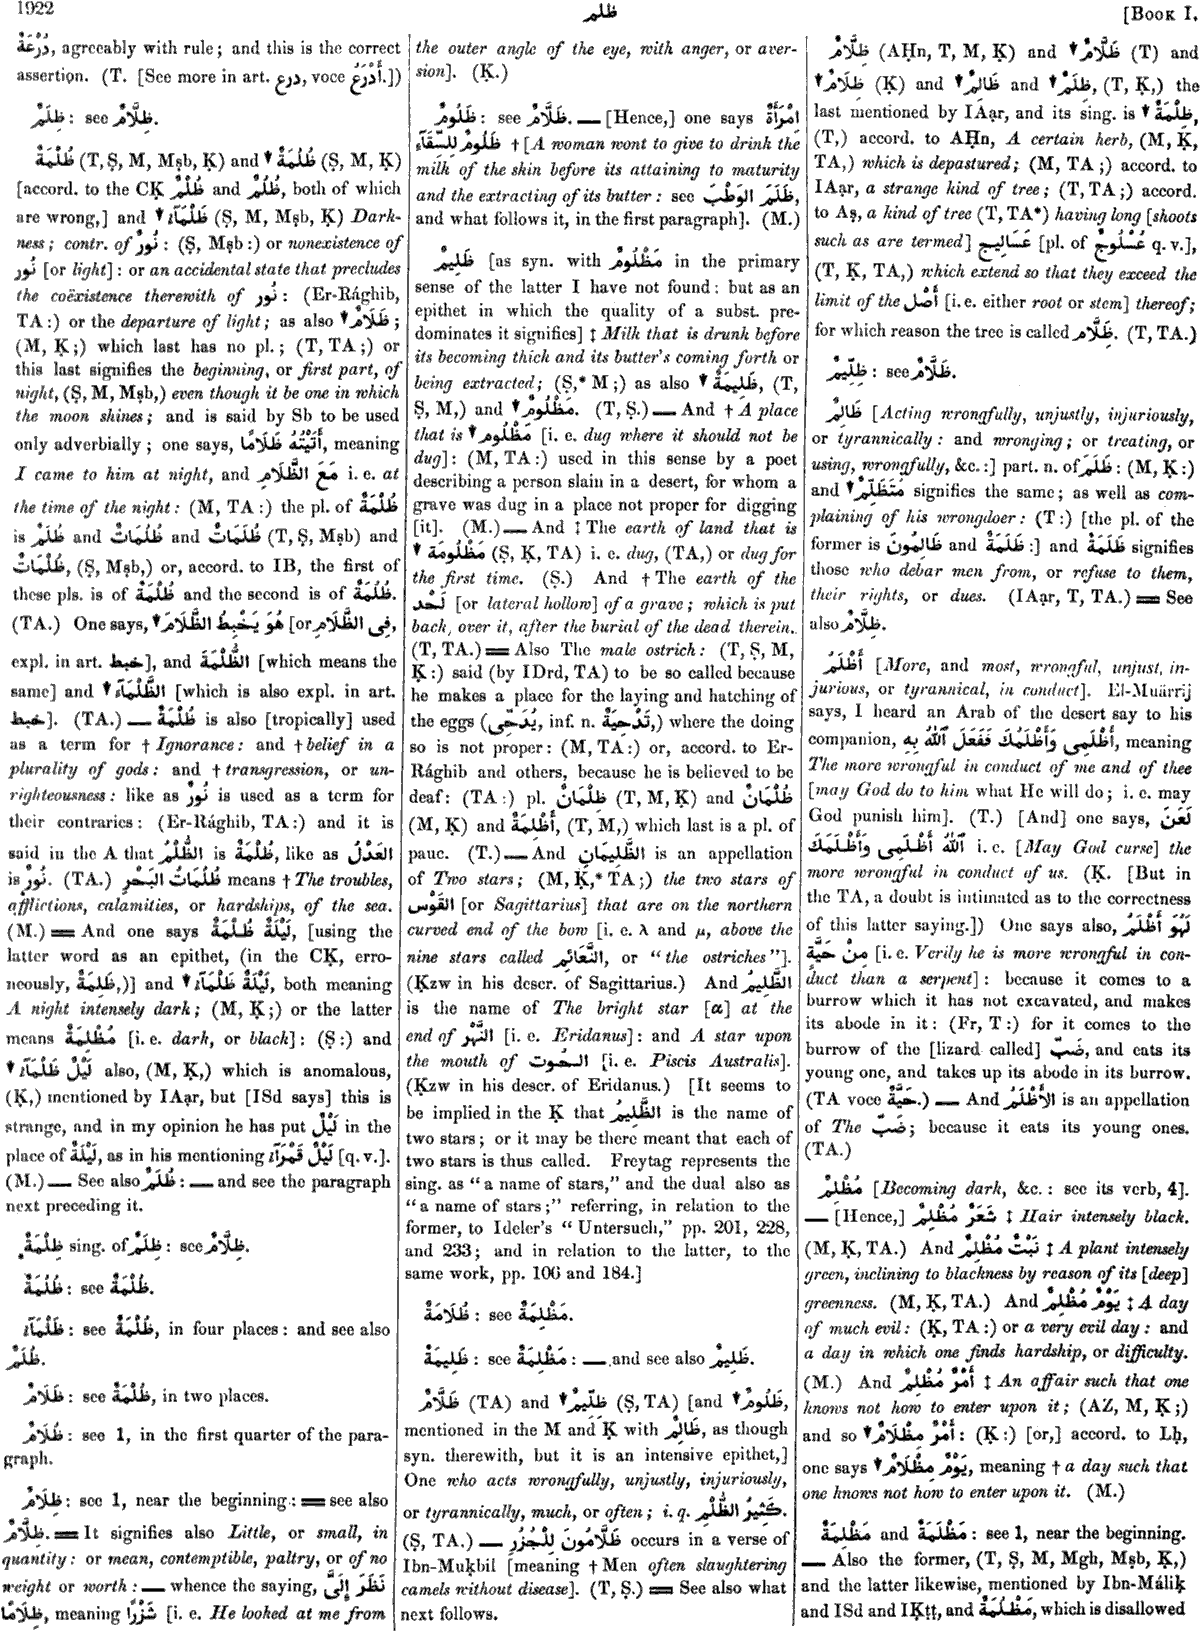 1922
ظلم
[BOOK I.
دُرْعَةٌ, agreeably with rule; and this is the correct
assertion. (T. [See more in art. درع, voce أَدْرَعُ.])
ظِلَمٌ: see ظِلَّامٌ.
ظُلْمَةٌ (T, Ṣ, M, Mṣb, Ḳ) and ▼ ظُلُمَةٌ (Ṣ, M, Ḳ)
[accord. to the CḲ ظُلْمٌ and ظُلُمٌ, both of which
are wrong,] and ▼ ظَلْمَآءُ (Ṣ, M, Mṣb, Ḳ) Dark-
ness; contr. of نُورٌ: (Ṣ, Mṣb:) or nonexistence of
نُور [or light]: or an accidental state that precludes
the coëxistence therewith of نُور: (Er-Rághib,
TA:) or the departure of light; as also ▼ ظَلَامٌ;
(M, Ḳ;) which last has no pl.; (T, TA;) or
this last signifies the beginning, or first part, of
night, (Ṣ, M, Mṣb,) even though it be one in which
the moon shines; and is said by Sb to be used
only adverbially; one says, أَتَيْتُهُ ظَلَامًا, meaning
I came to him at night, and مَعَ الظَّلَامِ i. e. at
the time of the night: (M, TA:) the pl. of ظُلْمَةٌ
is ظُلَمٌ and ظُلُمَاتٌ and ظُلَمَاتٌ (T, Ṣ, Mṣb) and
ظُلْمَاتٌ, (Ṣ, Mṣb,) or, accord. to IB, the first of
these pls. is of ظُلْمَةٌ and the second is of ظُلُمَةٌ.
(TA.) One says, ▼ هُوَ يَخْبِطُ الظَّلَامَ [or فِى الظَّلَامِ,
expl. in art. خبط], and الظُّلْمَةَ [which means the
same] and ▼ الظَّلْمَآءَ [which is also expl. in art.
خبط]. (TA.) — ظُلْمَةٌ is also [tropically] used
as a term for † Ignorance: and † belief in a
plurality of gods: and † transgression, or un-
righteousness: like as نُورٌ is used as a term for
their contraries: (Er-Rághib, TA:) and it is
said in the A that الظُّلْمُ is ظُلْمَةٌ, like as العَدْلُ
is نُورٌ. (TA.) ظُلُمَاتُ البَحْرِ means † The troubles,
afflictions, calamities, or hardships, of the sea.
(M.) = And one says لَيْلَةٌ ظُلْمَةٌ, [using the
latter word as an epithet, (in the CḲ, erro-
neously, ظَلِمَةٌ,)] and ▼ لَيْلَةٌ ظَلْمَآءُ, both meaning
A night intensely dark; (M, Ḳ;) or the latter
means مُظْلِمَةٌ [i. e. dark, or black]: (Ṣ:) and
▼ لَيْلٌ ظَلْمَآءُ also, (M, Ḳ,) which is anomalous,
(Ḳ,) mentioned by IAạr, but [ISd says] this is
strange, and in my opinion he has put لَيْلٌ in the
place of لَيْلَةٌ, as in his mentioning لَيْلٌ قَمْرَآءُ [q. v.].
(M.) — See also ظُلَمٌ: — and see the paragraph
next preceding it.
ظِلْمَةٌ sing. of ظِلَمٌ: see ظِلَّامٌ.
ظُلُمَةٌ: see ظُلْمَةٌ.
ظَلْمَآءُ: see ظُلْمَةٌ, in four places: and see also
ظُلَمٌ.
ظَلَامٌ: see ظُلْمَةٌ, in two places.
ظُلَامٌ: see 1, in the first quarter of the para-
graph.
ظِلَامٌ: see 1, near the beginning: = see also
ظِلَّامٌ. = It signifies also Little, or small, in
quantity: or mean, contemptible, paltry, or of no
weight or worth: — whence the saying, نَظَرَ إِلَىَّ
ظِلَامًا, meaning شَزْرًا [i. e. He looked at me from
the outer angle of the eye, with anger, or aver-
sion]. (Ḳ.)
ظَلُومٌ: see ظَلَّامٌ. — [Hence,] one says امْرَأَةٌ
ظَلُومٌ لِلسِّقَآءِ † [A woman wont to give to drink the
milk of the skin before its attaining to maturity
and the extracting of its butter: see ظَلَمَ الوَطْبَ,
and what follows it, in the first paragraph]. (M.)
ظَلِيمٌ [as syn. with مَظْلُومٌ in the primary
sense of the latter I have not found: but as an
epithet in which the quality of a subst. pre-
dominates it signifies] ‡ Milk that is drunk before
its becoming thick and its butter's coming forth or
being extracted; (Ṣ,* M;) as also ▼ ظَلِيمَةٌ, (T,
Ṣ, M,) and ▼ مَظْلُومٌ. (T, Ṣ.) — And † A place
that is ▼ مَظْلُوم [i. e. dug where it should not be
dug]: (M, TA:) used in this sense by a poet
describing a person slain in a desert, for whom a
grave was dug in a place not proper for digging
[it]. (M.) — And ‡ The earth of land that is
▼ مَظْلُومَة (Ṣ, Ḳ, TA) i. e. dug, (TA,) or dug for
the first time. (Ṣ.) And † The earth of the
لَحْد [or lateral hollow] of a grave; which is put
back, over it, after the burial of the dead therein.
(T, TA.) = Also The male ostrich: (T, Ṣ, M,
Ḳ:) said (by IDrd, TA) to be so called because
he makes a place for the laying and hatching of
the eggs (يُدَحِّى, inf. n. تَدْحِيَةٌ,) where the doing
so is not proper: (M, TA:) or, accord. to Er-
Rághib and others, because he is believed to be
deaf: (TA:) pl. ظِلْمَانٌ (T, M, Ḳ) and ظُلْمَانٌ
(M, Ḳ) and أَظْلِمَةٌ, (T, M,) which last is a pl. of
pauc. (T.) — And الظَّلِيمَانِ is an appellation
of Two stars; (M, Ḳ,* TA;) the two stars of
القَوْس [or Sagittarius] that are on the northern
curved end of the bow [i. e. λ and μ, above the
nine stars called النَّعَائِم, or "the ostriches"].
(Ḳzw in his descr. of Sagittarius.) And الظَّلِيمُ
is the name of The bright star [α] at the
end of النَّهْر [i. e. Eridanus]: and A star upon
the mouth of الحُوت [i. e. Piscis Australis].
(Ḳzw in his descr. of Eridanus.) [It seems to
be implied in the Ḳ that الظَّلِيمُ is the name of
two stars; or it may be there meant that each of
two stars is thus called. Freytag represents the
sing. as "a name of stars," and the dual also as
"a name of stars;" referring, in relation to the
former, to Ideler's "Untersuch," pp. 201, 228,
and 233; and in relation to the latter, to the
same work, pp. 106 and 184.]
ظُلَامَةٌ: see مَظْلِمَةٌ.
ظَلِيمَةٌ: see مَظْلِمَةٌ: — and see also ظَلِيمٌ.
ظَلَّامٌ (TA) and ▼ ظِلِّيمٌ (Ṣ, TA) [and ▼ ظَلُومٌ,
mentioned in the M and Ḳ with ظَالِمٌ, as though
syn. therewith, but it is an intensive epithet,]
One who acts wrongfully, unjustly, injuriously,
or tyrannically, much, or often; i. q. كَثِيرُ الظُّلْمِ.
(Ṣ, TA.) — ظَلَّامُونَ لِلْجُزُرِ occurs in a verse of
Ibn-Muḳbil [meaning † Men often slaughtering
camels without disease]. (T, Ṣ.) = See also what
next follows.
ظِلَّامٌ (AḤn, T, M, Ḳ) and ▼ ظَلَّامٌ (T) and
▼ ظِلَامٌ (Ḳ) and ▼ ظَالِمٌ and ▼ ظِلَمٌ, (T, Ḳ,) the
last mentioned by IAạr, and its sing. is ▼ ظِلْمَةٌ,
(T,) accord. to AḤn, A certain herb, (M, Ḳ,
TA,) which is depastured; (M, TA;) accord. to
IAạr, a strange kind of tree; (T, TA;) accord.
to Aṣ, a kind of tree (T, TA*) having long [shoots
such as are termed] عَسَالِيج [pl. of عُسْلُوجٌ q. v.],
(T, Ḳ, TA,) which extend so that they exceed the
limit of the أَصْل [i. e. either root or stem] thereof;
for which reason the tree is called ظِلَّامٌ. (T, TA.)
ظِلِّيمٌ: see ظَلَّامٌ.
ظَالِمٌ [Acting wrongfully, unjustly, injuriously,
or tyrannically: and wronging; or treating, or
using, wrongfully, &c.:] part. n. of ظَلَمَ: (M, Ḳ:)
and ▼ مُتَظَلِّمٌ signifies the same; as well as com-
plaining of his wrongdoer: (T:) [the pl. of the
former is ظَالِمُونَ and ظَلَمَةٌ:] and ظَلَمَةٌ signifies
those who debar men from, or refuse to them,
their rights, or dues. (IAạr, T, TA.) = See
also ظِلَّامٌ.
أَظْلَمُ [More, and most, wrongful, unjust, in-
jurious, or tyrannical, in conduct]. El-Muärrij
says, I heard an Arab of the desert say to his
companion, أَظْلَمِى وَأَظْلَمُكَ فَفَعَلَ ٱللّٰهُ بِهِ, meaning
The more wrongful in conduct of me and of thee
[may God do to him what He will do; i. e. may
God punish him]. (T.) [And] one says, لَعَنَ
ٱللّٰهُ أَظْلَمِى وَأَظْلَمَكَ i. e. [May God curse] the
more wrongful in conduct of us. (Ḳ. [But in
the TA, a doubt is intimated as to the correctness
of this latter saying.]) One says also, لَهُوَ أَظْلَمُ
مِنْ حَيَّةٍ [i. e. Verily he is more wrongful in con-
duct than a serpent]: because it comes to a
burrow which it has not excavated, and makes
its abode in it: (Fr, T:) for it comes to the
burrow of the [lizard called] ضَبّ, and eats its
young one, and takes up its abode in its burrow.
(TA voce حَيَّةٌ.) — And الأَظْلَمُ is an appellation
of The ضَبّ; because it eats its young ones.
(TA.)
مُظْلِمٌ [Becoming dark, &c.: see its verb, 4].
— [Hence,] شَعَرٌ مُظْلِمٌ ‡ Hair intensely black.
(M, Ḳ, TA.) And نَبْتٌ مُظْلِمٌ ‡ A plant intensely
green, inclining to blackness by reason of its [deep]
greenness. (M, Ḳ, TA.) And يَوْمٌ مُظْلِمٌ ‡ A day
of much evil: (Ḳ, TA:) or a very evil day: and
a day in which one finds hardship, or difficulty.
(M.) And أَمْرٌ مُظْلِمٌ ‡ An affair such that one
knows not how to enter upon it; (AZ, M, Ḳ;)
and so ▼ أَمْرٌ مِظْلَامٌ: (Ḳ:) [or,] accord. to Lḥ,
one says ▼ يَوْمٌ مِظْلَامٌ, meaning † a day such that
one knows not how to enter upon it. (M.)
مَظْلِمَةٌ and مَظْلَمَةٌ: see 1, near the beginning.
— Also the former, (T, Ṣ, M, Mgh, Mṣb, Ḳ,)
and the latter likewise, mentioned by Ibn-Máliḳ
and ISd and IḲṭṭ, and مَظْلُمَةٌ, which is disallowed